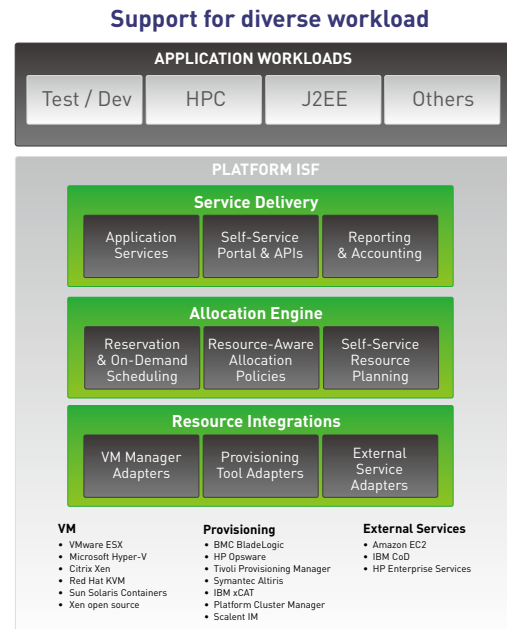 Support for diverse workload
APPLICATION WORKLOADS
Test / Dev
HPC
J2EE
Others
PLATFORM ISF
Service Delivery
Application
Services
Self-Service
Portal & APIs
Reporting
& Accounting
Allocation Engine
Reservation
& On-Demand
Scheduling
Resource-Aware
Allocation
Policies
Self-Service
Resource
Planning
Resource Integrations
VM Manager
Adapters
Provisioning
Tool Adapters
External
Service
Adapters
VM
• VMware ESX
• Microsoft Hyper-V
• Citrix Xen
• Red Hat KVM
• Sun Solaris Containers
• Xen open source
Provisioning
• BMC BladeLogic
• HP Opsware
• Tivoli Provisioning Manager
• Symantec Altiris
• IBM xCAT
• Platform Cluster Manager
• Scalent IM
External Services
• Amazon EC2
• IBM CoD
• HP Enterprise Services